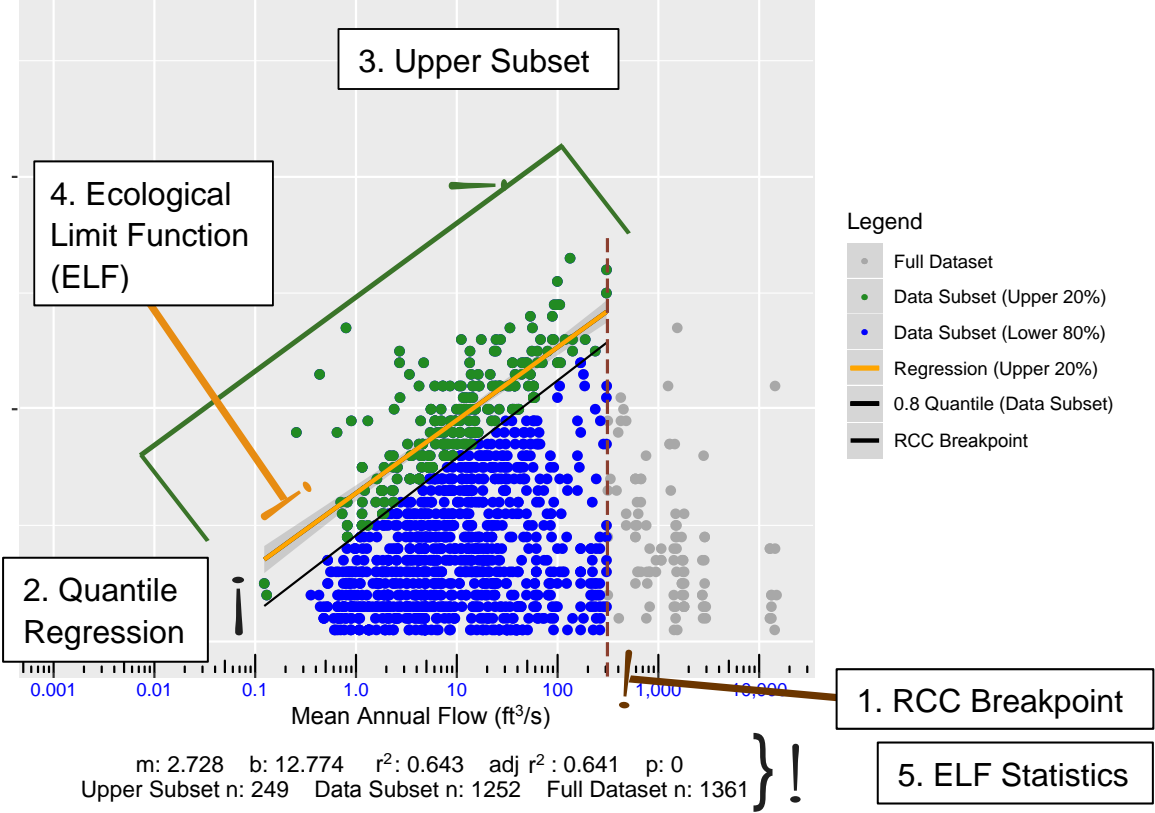 3. Upper Subset
4. Ecological
Limit Function
(ELF)
Legend
Full Dataset
Data Subset (Upper 20%)
Data Subset (Lower 80%)
Regression (Upper 20%)
0.8 Quantile (Data Subset)
RCC Breakpoint
2. Quantile
Regression
0.001 0.01 0.1 1.0 10 100 1,000 10,000
Mean Annual Flow (ft³/s)
1. RCC Breakpoint
m: 2.728 b: 12.774 r²: 0.643 adj r² : 0.641 p: 0
Upper Subset n: 249 Data Subset n: 1252 Full Dataset n: 1361
5. ELF Statistics